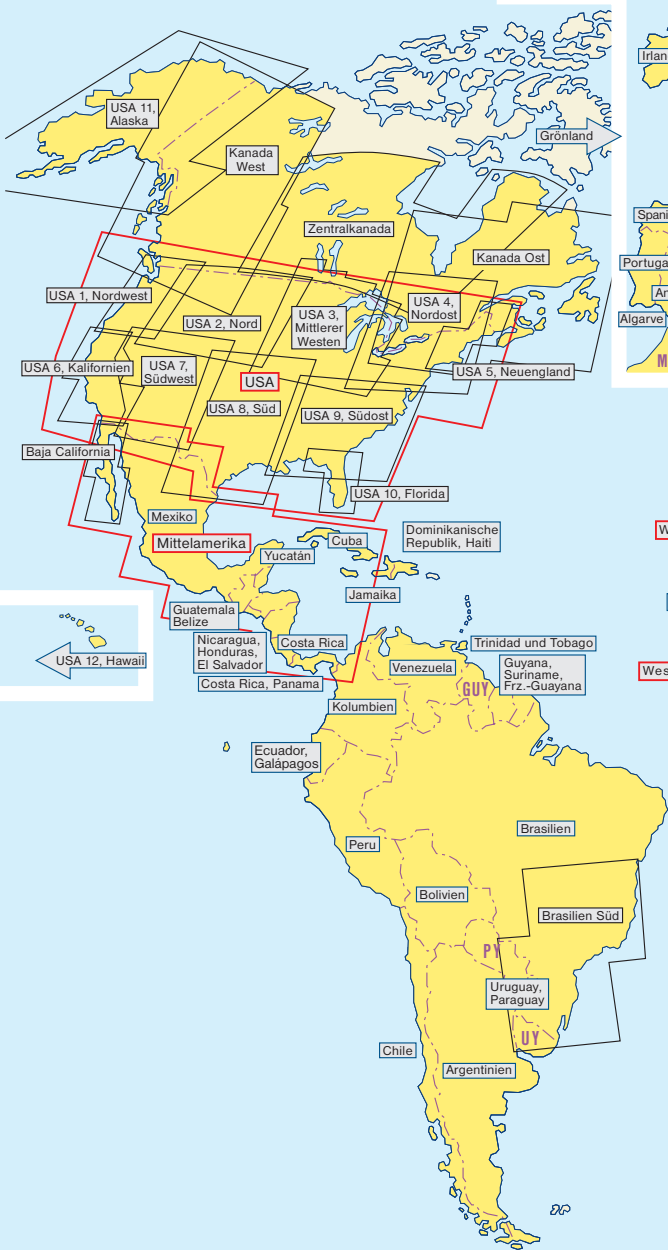 Irlan
USA 11,
Alaska
Grönland
Kanada
West
Spani
Zentralkanada
Kanada Ost
Portuga
USA 1, Nordwest
An
USA 4,
Nordost
USA 3,
Mittlerer
Westen
USA 2, Nord
Algarve
M
USA 6, Kalifornien
USA 7,
Südwest
USA 5, Neuengland
USA
USA 8, Süd
USA 9, Südost
Baja California
USA 10, Florida
Mexiko
Dominikanische
Republik, Haiti
W
Mittelamerika
Cuba
Yucatán
Jamaika
Guatemala
Belize
Nicaragua,
Honduras,
El Salvador
Costa Rica
Trinidad und Tobago
USA 12, Hawaii
Venezuela
Guyana,
Suriname,
Frz.-Guayana
Wes
Costa Rica, Panama
GUY
Kolumbien
Ecuador,
Galápagos
Brasilien
Peru
Bolivien
Brasilien Süd
PY
Uruguay,
Paraguay
UY
Chile
Argentinien